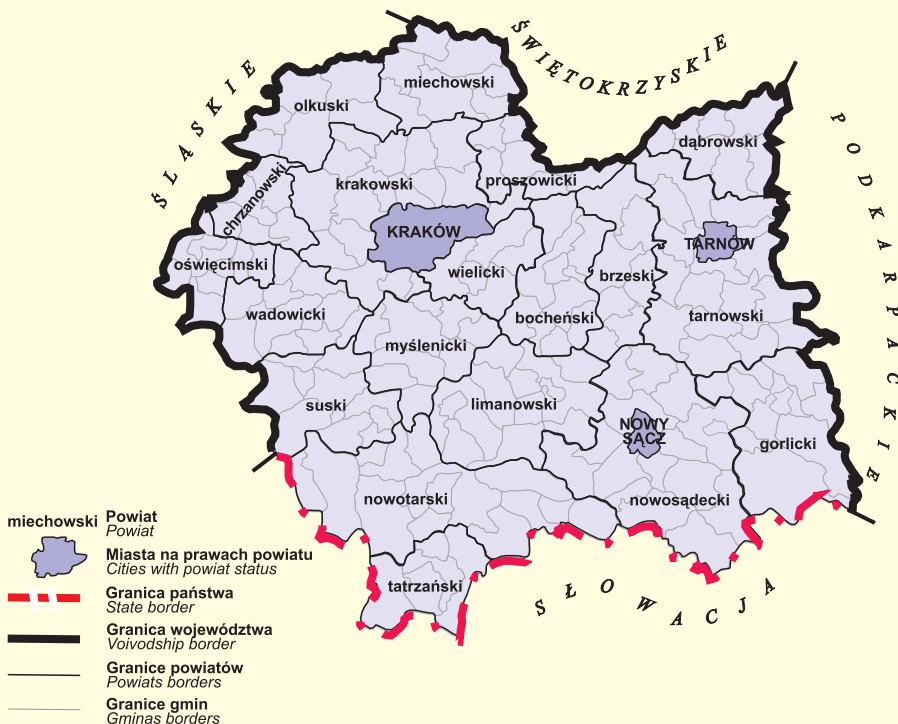 ŚLĄSKIE
ŚWIĘTOKRZYSKIE
PODKARPACKIE
SŁOWACJA
miechowski
olkuski
dąbrowski
proszowicki
krakowski
chrzanowski
KRAKÓW
TARNÓW
oświęcimski
wielicki
brzeski
wadowicki
bocheński
tarnowski
myślenicki
suski
limanowski
NOWY
SĄCZ
gorlicki
nowotarski
nowosądecki
tatrzański
miechowski
Powiat
Powiat
Miasta na prawach powiatu
Cities with powiat status
Granica państwa
State border
Granica województwa
Voivodship border
Granice powiatów
Powiats borders
Granice gmin
Gminas borders